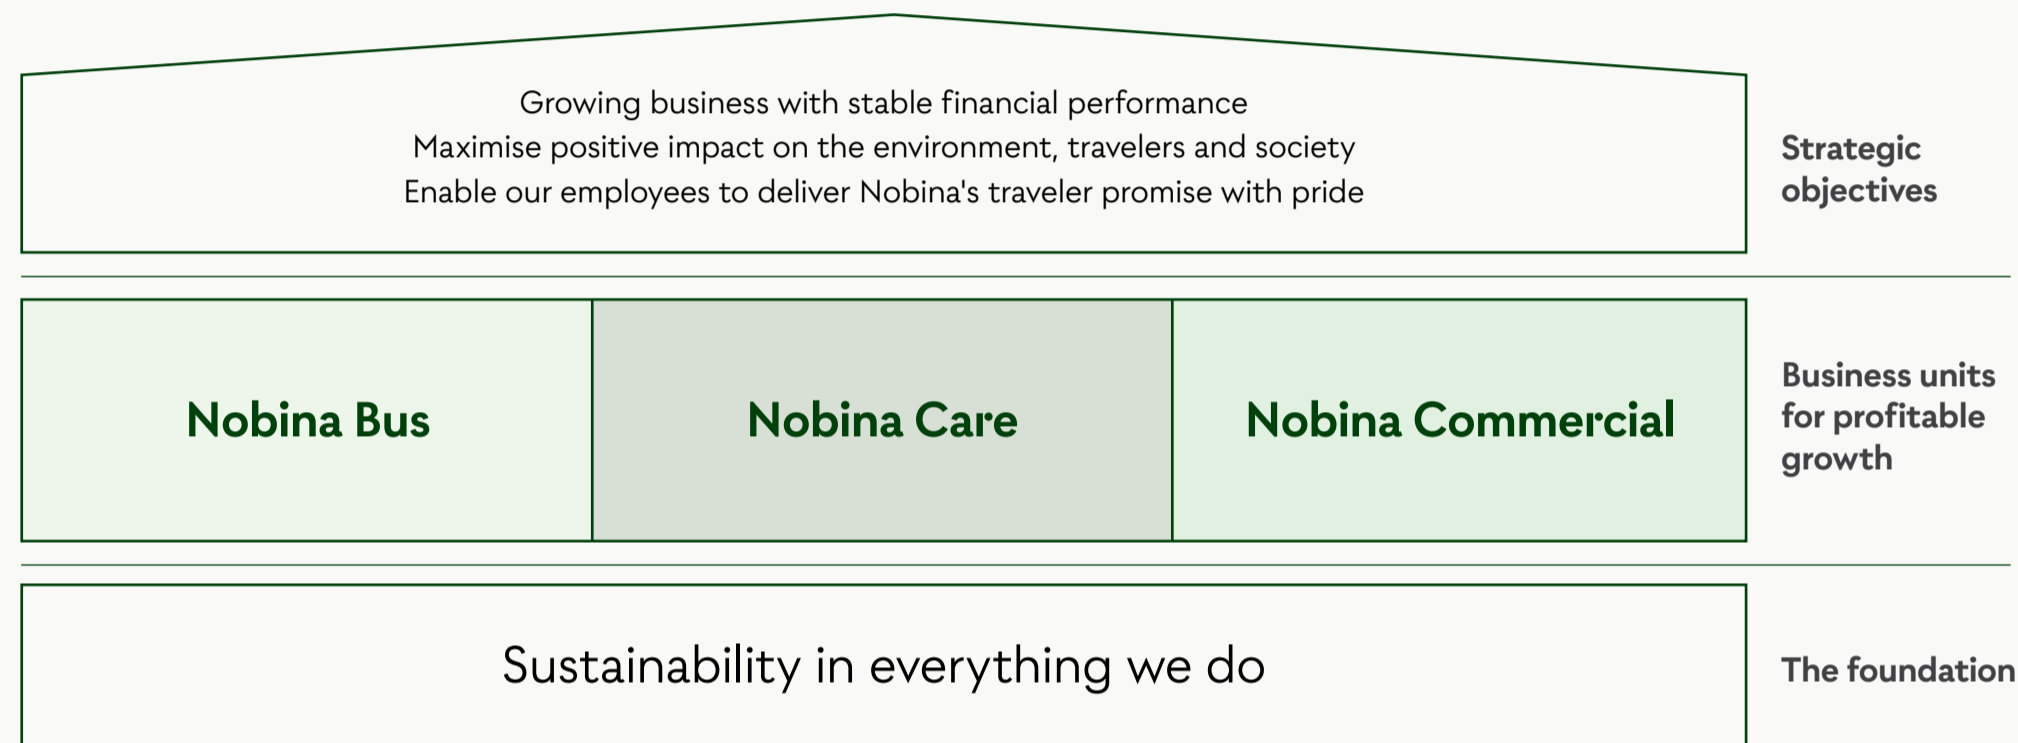 Growing business with stable financial performance
Maximise positive impact on the environment, travelers and society
Enable our employees to deliver Nobina's traveler promise with pride
Strategic
objectives
Nobina Bus
Nobina Care
Nobina Commercial
Business units
for profitable
growth
Sustainability in everything we do
The foundation